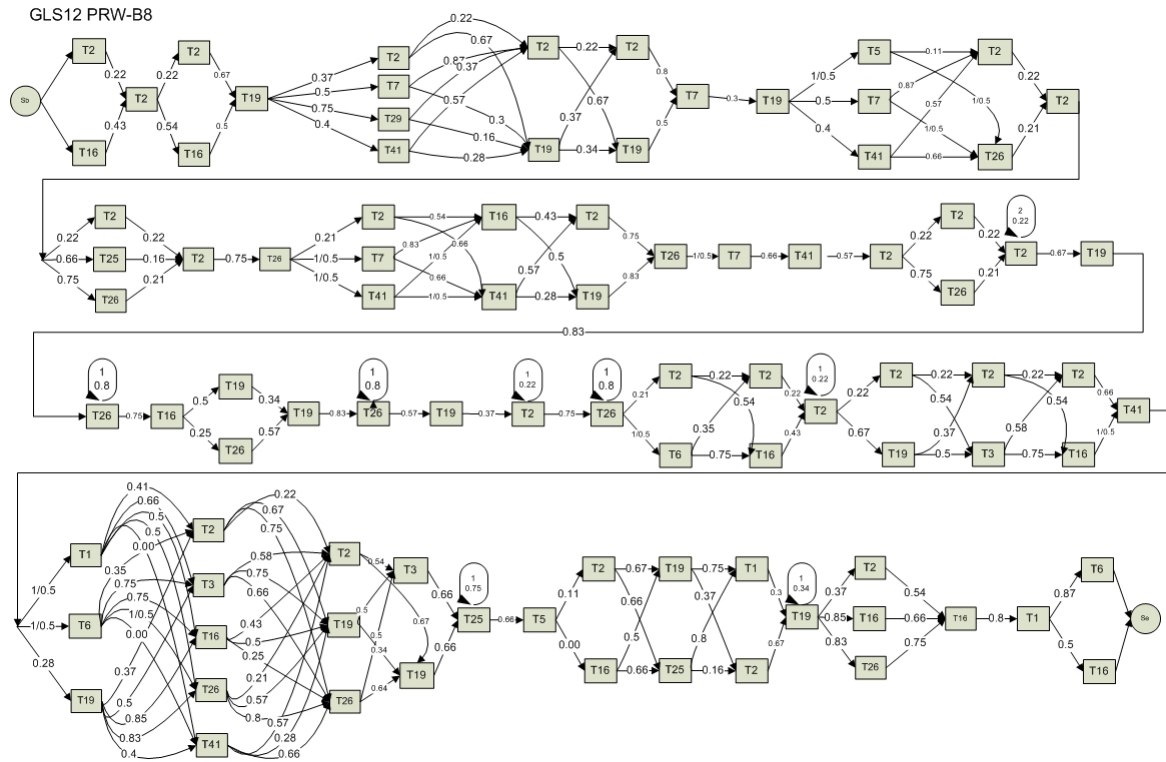 GLS12 PRW-B8
Sb T2 T16 0.22 0.43 T2 0.22 0.54 T2 T16 0.67 0.5 T19
0.37 0.5 0.75 0.4 T2 T7 T29 T41 0.22 0.67 0.87 0.37 0.57 0.3 0.16 0.28
T2 T19 0.22 0.67 0.37 0.34 T2 T19 0.8 0.5 T7 0.3 T19
1/0.5 0.5 0.4 T5 T7 T41 0.11 1/0.5 0.87 1/0.5 0.57 0.66 T2 T26 0.22 0.21 T2
0.22 0.66 0.75 T2 T25 T26 0.22 0.16 0.21 T2 0.75 T26
0.21 1/0.5 1/0.5 T2 T7 T41 0.54 0.66 0.83 0.66 1/0.5 1/0.5
T16 T41 0.43 0.5 0.57 0.28 T2 T19 0.75 0.83 T26 1/0.5 T7 0.66 T41 0.57 T2
0.22 0.75 T2 T26 0.22 0.21 2 0.22 T2 0.67 T19
0.83
1 0.8 T26 0.75 T16 0.5 0.25 T19 T26 0.34 0.57 T19 0.83 1 0.8 T26 0.57 T19 0.37 1 0.22 T2 0.75 1 0.8 T26
0.21 1/0.5 T2 T6 0.22 0.54 0.35 0.75 T2 T16 0.22 0.43 1 0.22 T2
0.22 0.67 T2 T19 0.22 0.54 0.37 0.5 T2 T3 0.22 0.54 0.58 0.75 T2 T16 0.66 1/0.5 T41
1/0.5 1/0.5 0.28 T1 T6 T19
0.41 0.66 0.5 0.5 0.00 0.35 0.75 0.75 1/0.5 0.00 0.37 0.5 0.85 0.83 0.4
T2 T3 T16 T26 T41
0.22 0.67 0.75 0.58 0.75 0.66 0.43 0.5 0.25 0.21 0.57 0.8 0.57 0.28 0.66
T2 T19 T26 0.54 0.67 0.5 0.34 0.5 0.64 T3 T19 0.66 0.66 1 0.75 T25 0.66 T5
0.11 0.00 T2 T16 0.67 0.66 0.5 0.66 T19 T25 0.75 0.37 0.8 0.16 T1 T2 0.3 0.67 1 0.34 T19
0.37 0.85 0.83 T2 T16 T26 0.54 0.66 0.75 T16 0.8 T1 0.87 0.5 T6 T16 Se